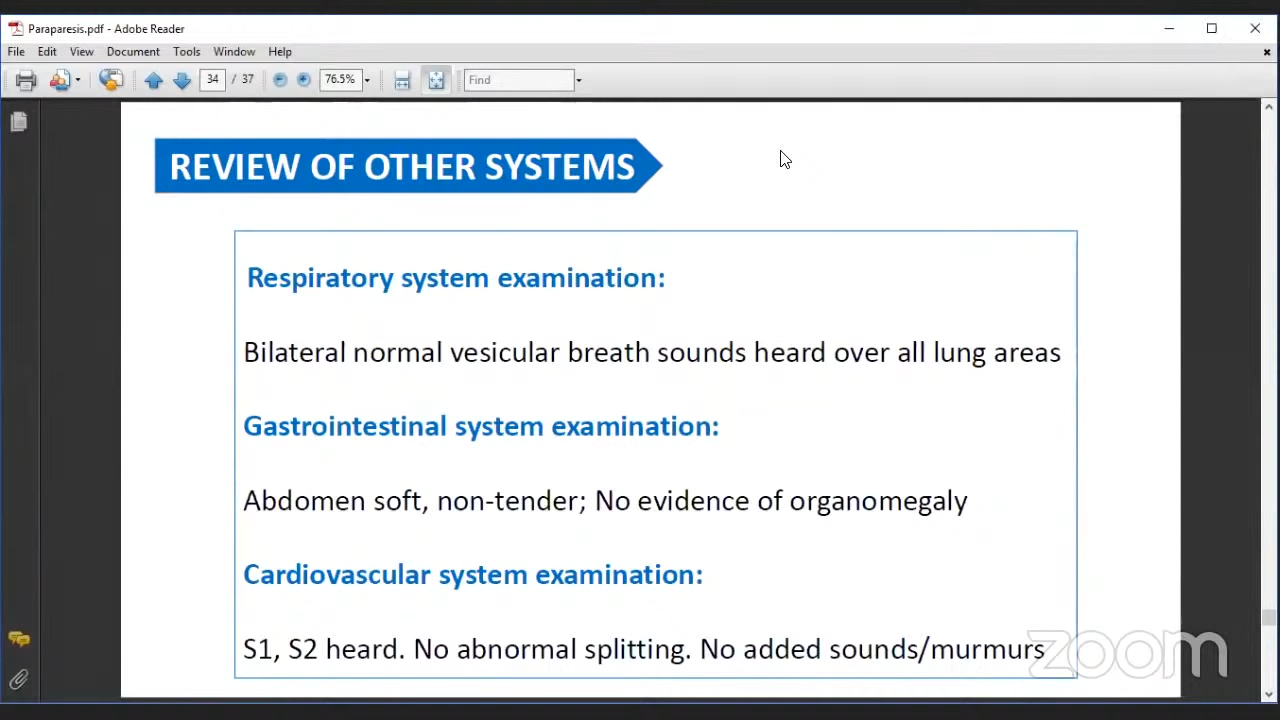 Paraparesis.pdf - Adobe Reader
File Edit View Document Tools Window Help
34 / 37 76.5% Find
REVIEW OF OTHER SYSTEMS
Respiratory system examination:
Bilateral normal vesicular breath sounds heard over all lung areas
Gastrointestinal system examination:
Abdomen soft, non-tender; No evidence of organomegaly
Cardiovascular system examination:
S1, S2 heard. No abnormal splitting. No added sounds/murmurs
zoom